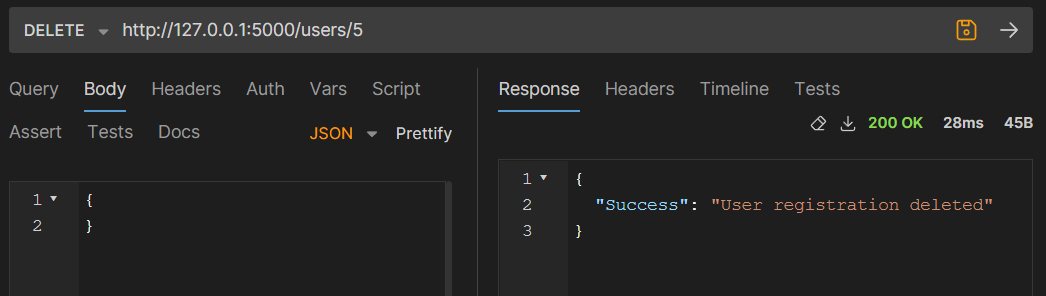 DELETE http://127.0.0.1:5000/users/5
Query Body Headers Auth Vars Script
Assert Tests Docs JSON Prettify
1 {
2 }
Response Headers Timeline Tests
200 OK 28ms 45B
1 {
2 "Success": "User registration deleted"
3 }